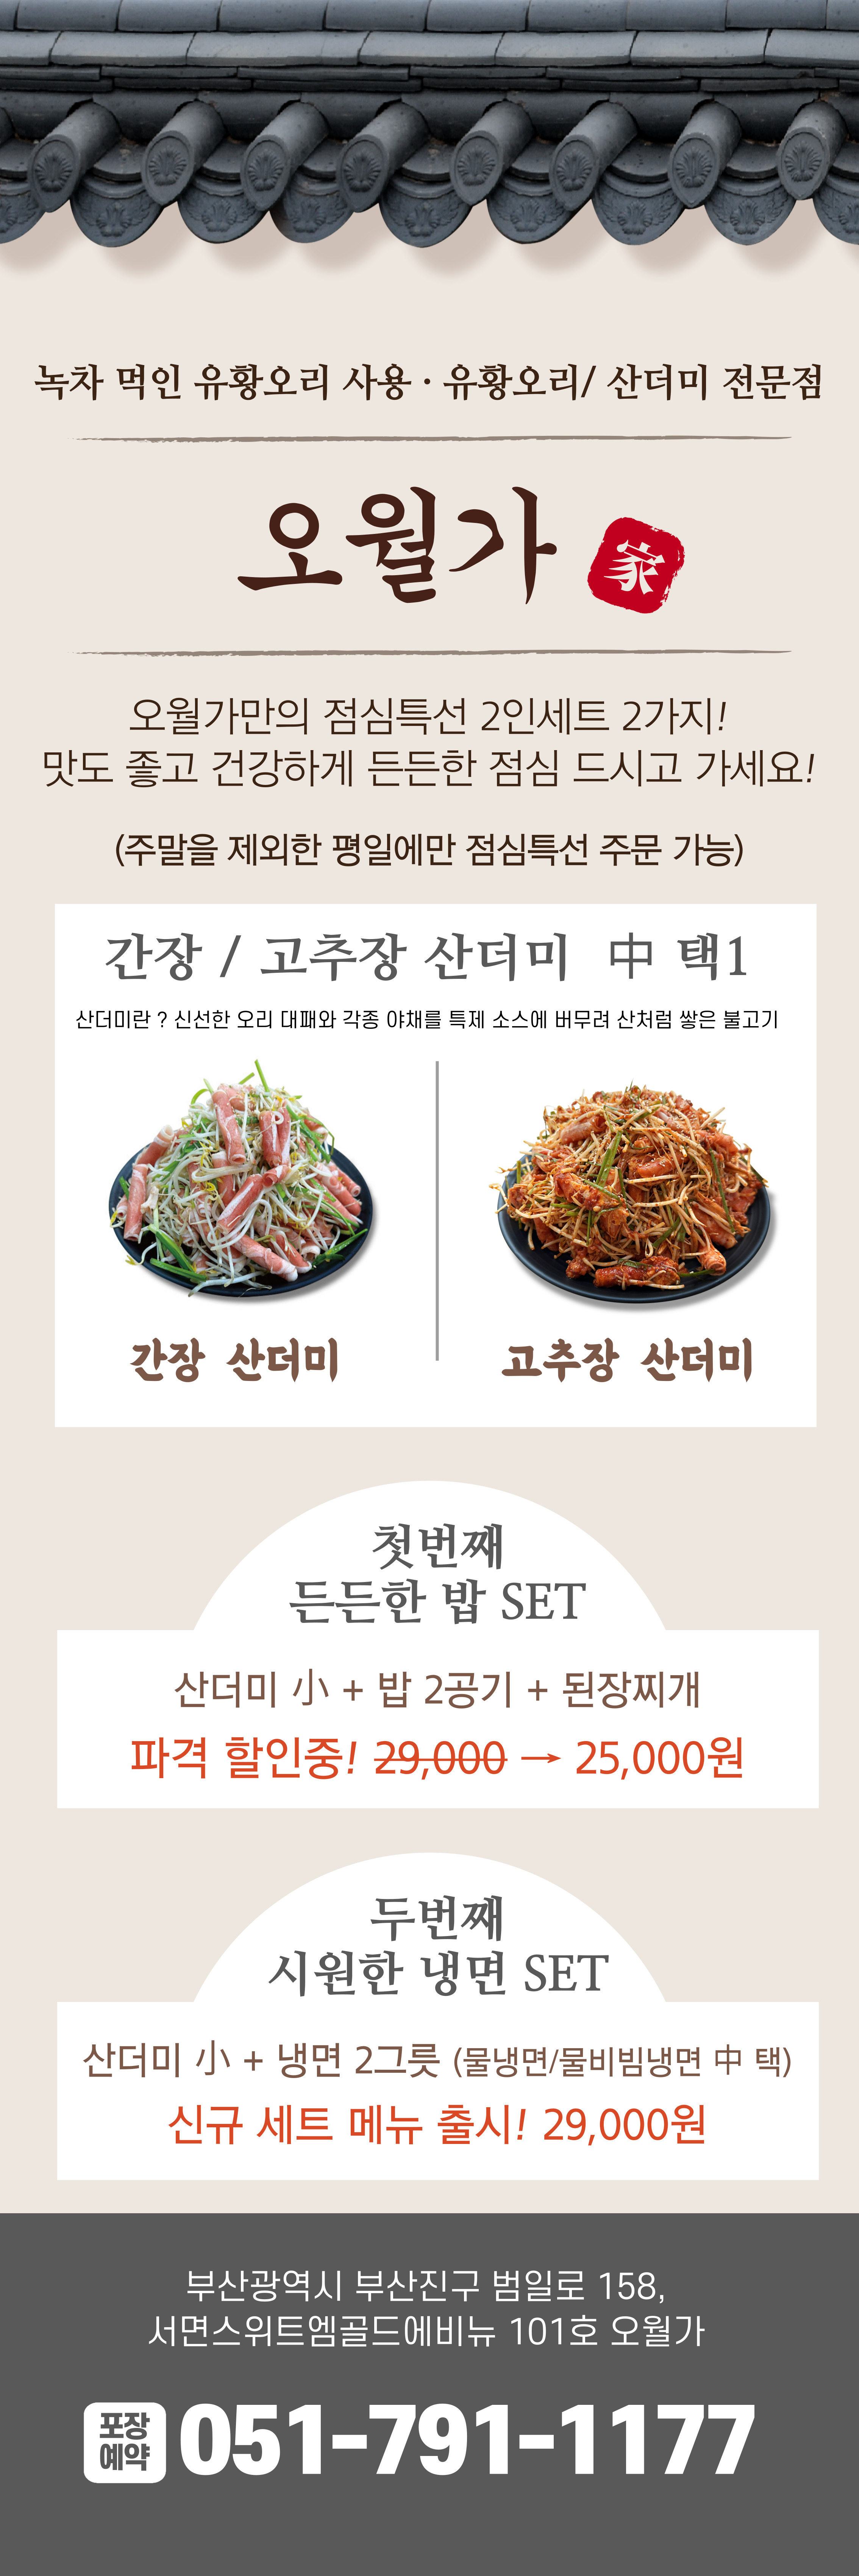 녹차 먹인 유황오리 사용 · 유황오리/ 산더미 전문점
오월가 家
오월가만의 점심특선 2인세트 2가지!
맛도 좋고 건강하게 든든한 점심 드시고 가세요!
(주말을 제외한 평일에만 점심특선 주문 가능)
간장 / 고추장 산더미 中 택1
산더미란 ? 신선한 오리 대패와 각종 야채를 특제 소스에 버무려 산처럼 쌓은 불고기
간장 산더미
고추장 산더미
첫번째
든든한 밥 SET
산더미 小 + 밥 2공기 + 된장찌개
파격 할인중! 29,000 → 25,000원
두번째
시원한 냉면 SET
산더미 小 + 냉면 2그릇 (물냉면/물비빔냉면 中 택)
신규 세트 메뉴 출시! 29,000원
부산광역시 부산진구 범일로 158,
서면스위트엠골드에비뉴 101호 오월가
포장
예약
051-791-1177